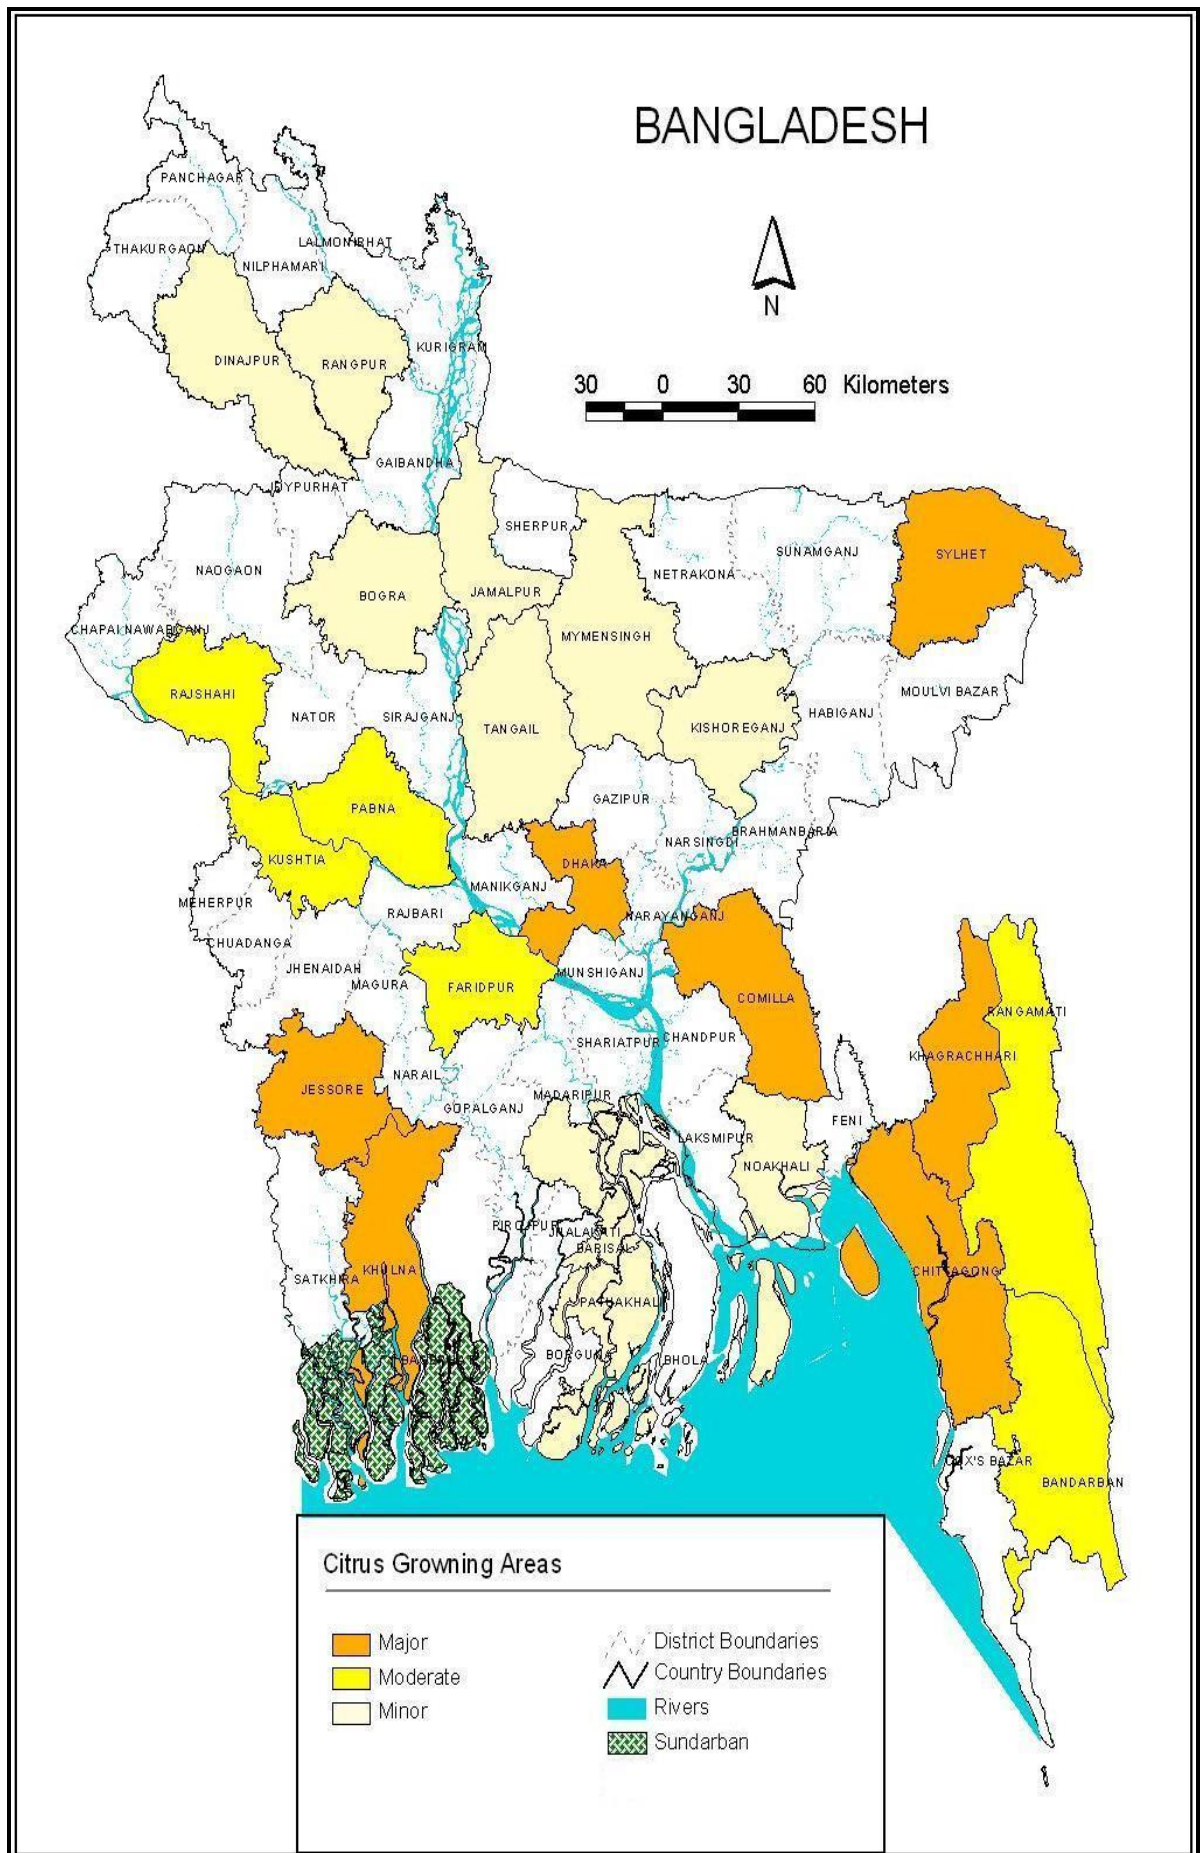 BANGLADESH
PANCHAGAR
THAKURGAON
LALMONIRHAT
NILPHAMARI
N
KURIGRAM
DINAJPUR
RANGPUR
30 0 30 60 Kilometers
GAIBANDHA
SHERPUR
SUNAMGANJ
SYLHET
NAOGAON
NETRAKONA
BOGRA
JAMALPUR
CHAPAI NAWABGANJ
MYMENSINGH
RAJSHAHI
MOULVI BAZAR
NATOR
SIRAJGANJ
HABIGANJ
TANGAIL
KISHOREGANJ
GAZIPUR
PABNA
BRAHMANBARIA
NARSINGDI
KUSHTIA
DHAKA
MANIKGANJ
MEHERPUR
RAJBARI
NARAYANGANJ
CHUADANGA
JHENAIDAH
MUNSHIGANJ
MAGURA
FARIDPUR
COMILLA
RANGAMATI
SHARIATPUR
CHANDPUR
KHAGRACHHARI
NARAIL
JESSORE
MADARIPUR
GOPALGANJ
FENI
LAKSMIPUR
NOAKHALI
JHALAKATI
BARISAL
KHULNA
SATKHIRA
CHITTAGONG
PATUAKHALI
BORGUNA
BHOLA
COX'S BAZAR
BANDARBAN
Citrus Growning Areas
Major
Moderate
Minor
District Boundaries
Country Boundaries
Rivers
Sundarban